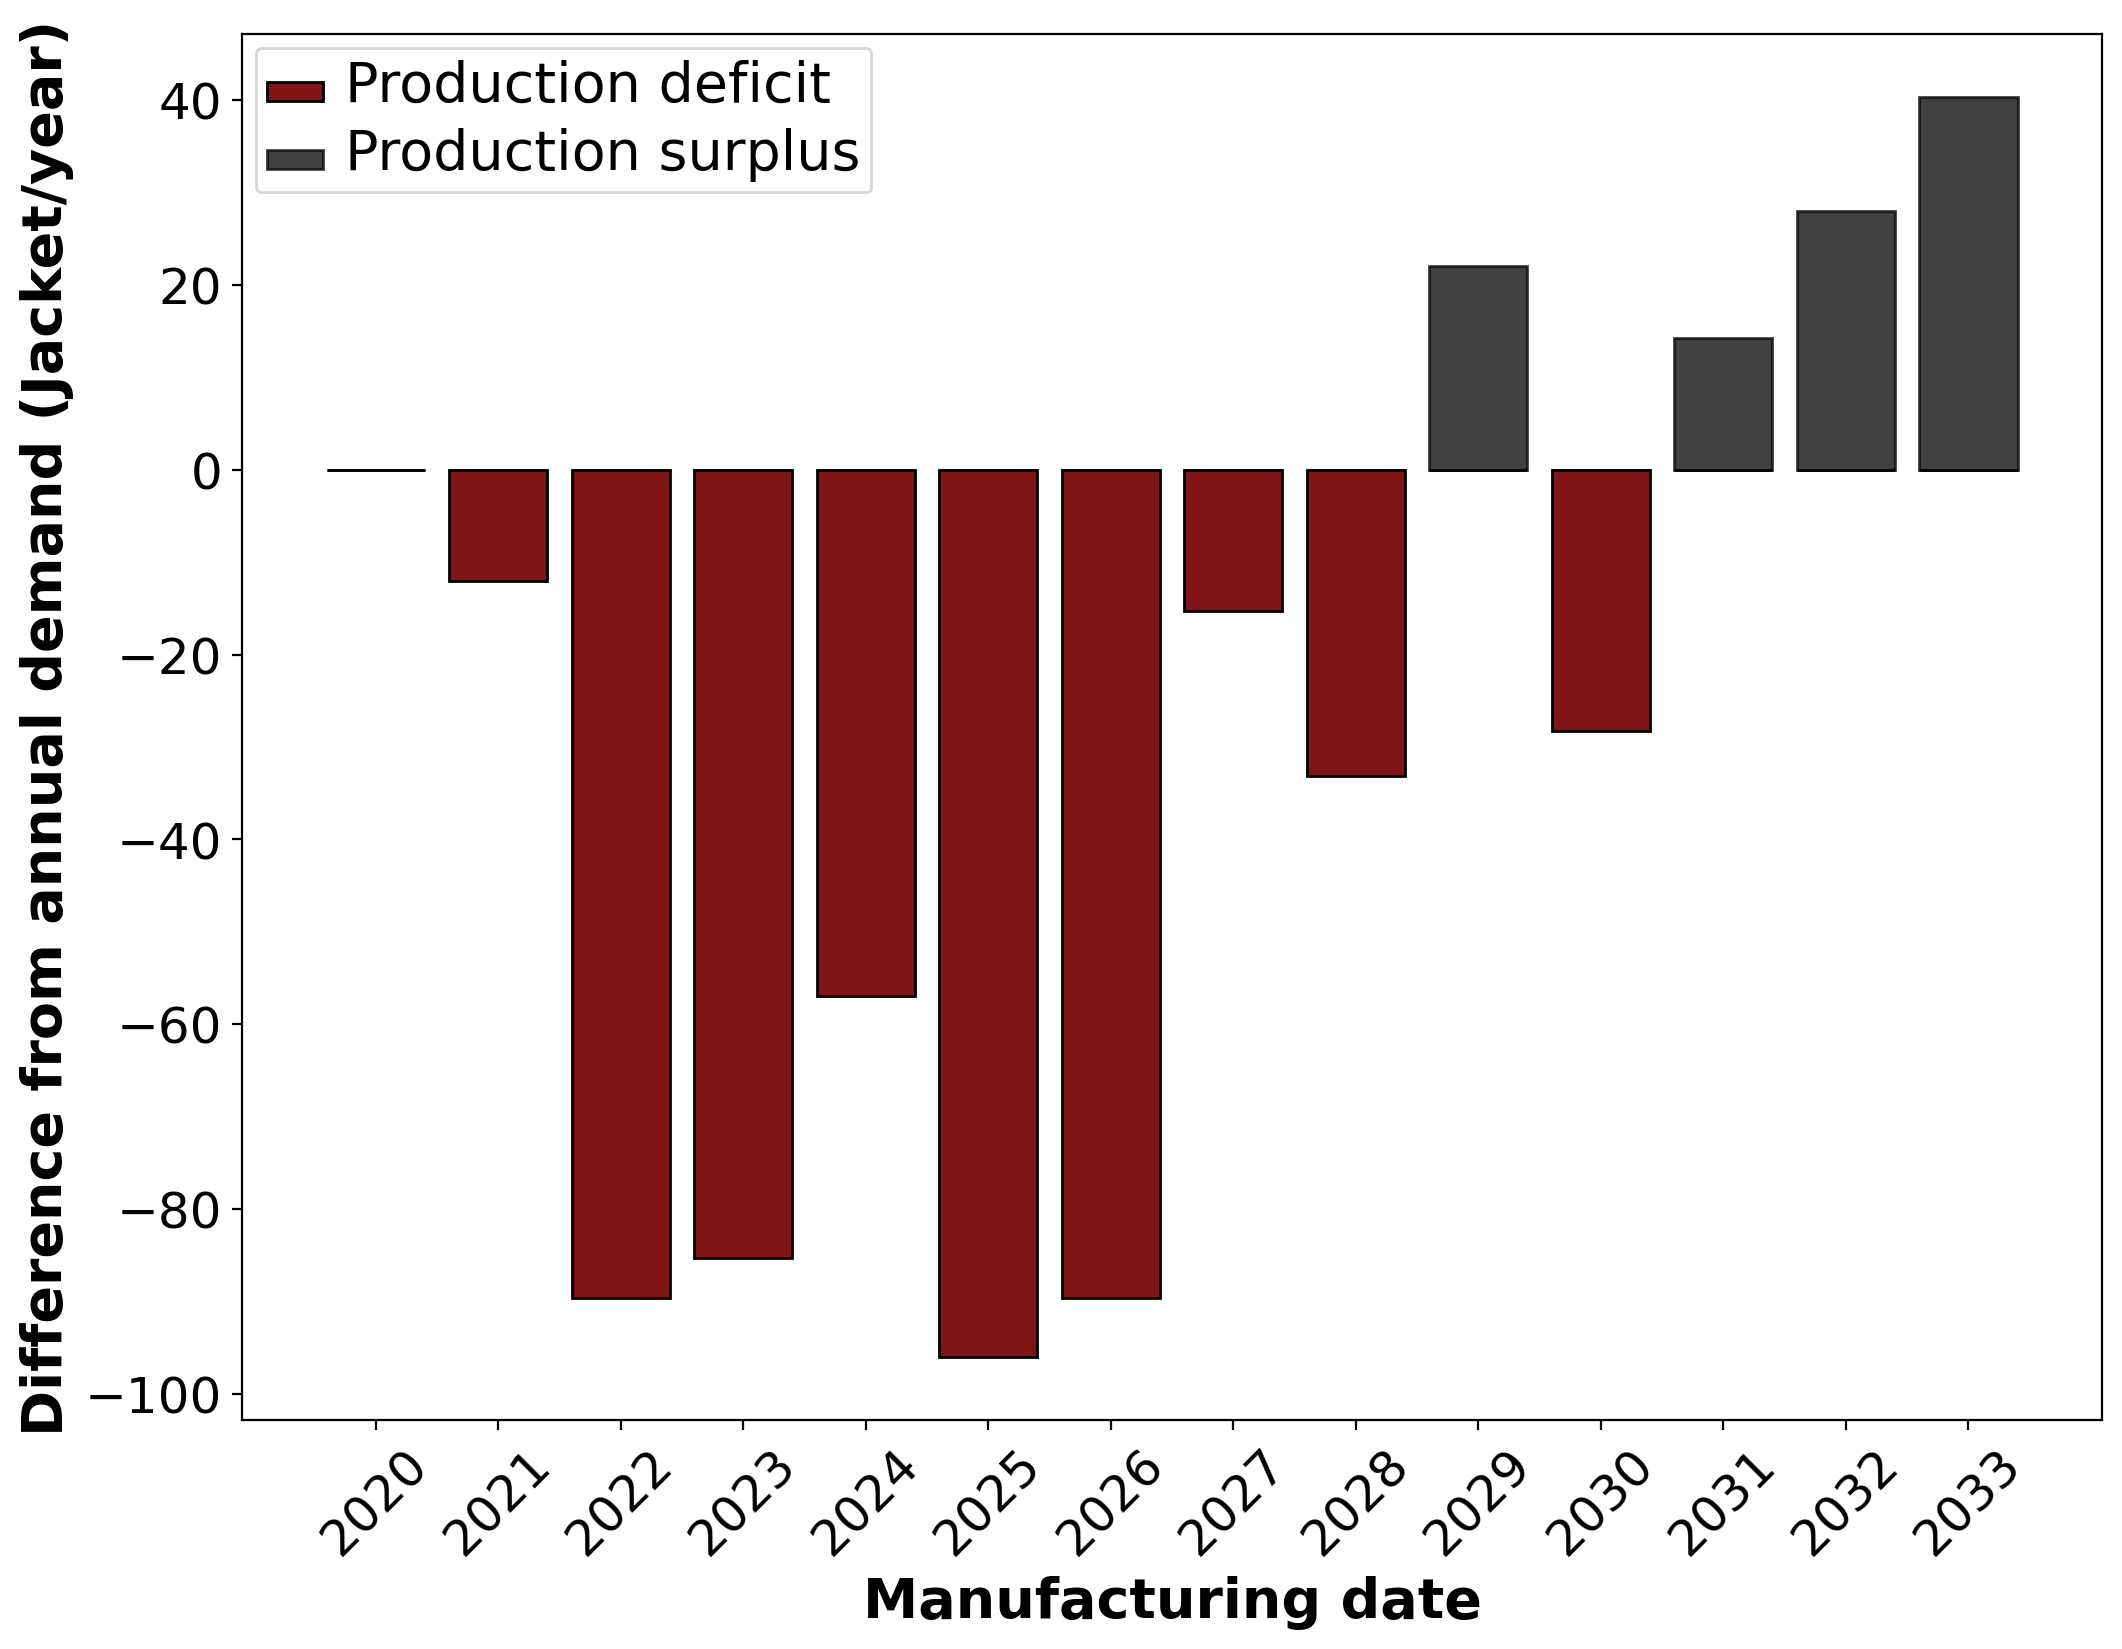 Production deficit
Production surplus
Difference from annual demand (Jacket/year)
40
20
0
−20
−40
−60
−80
−100
2020 2021 2022 2023 2024 2025 2026 2027 2028 2029 2030 2031 2032 2033
Manufacturing date